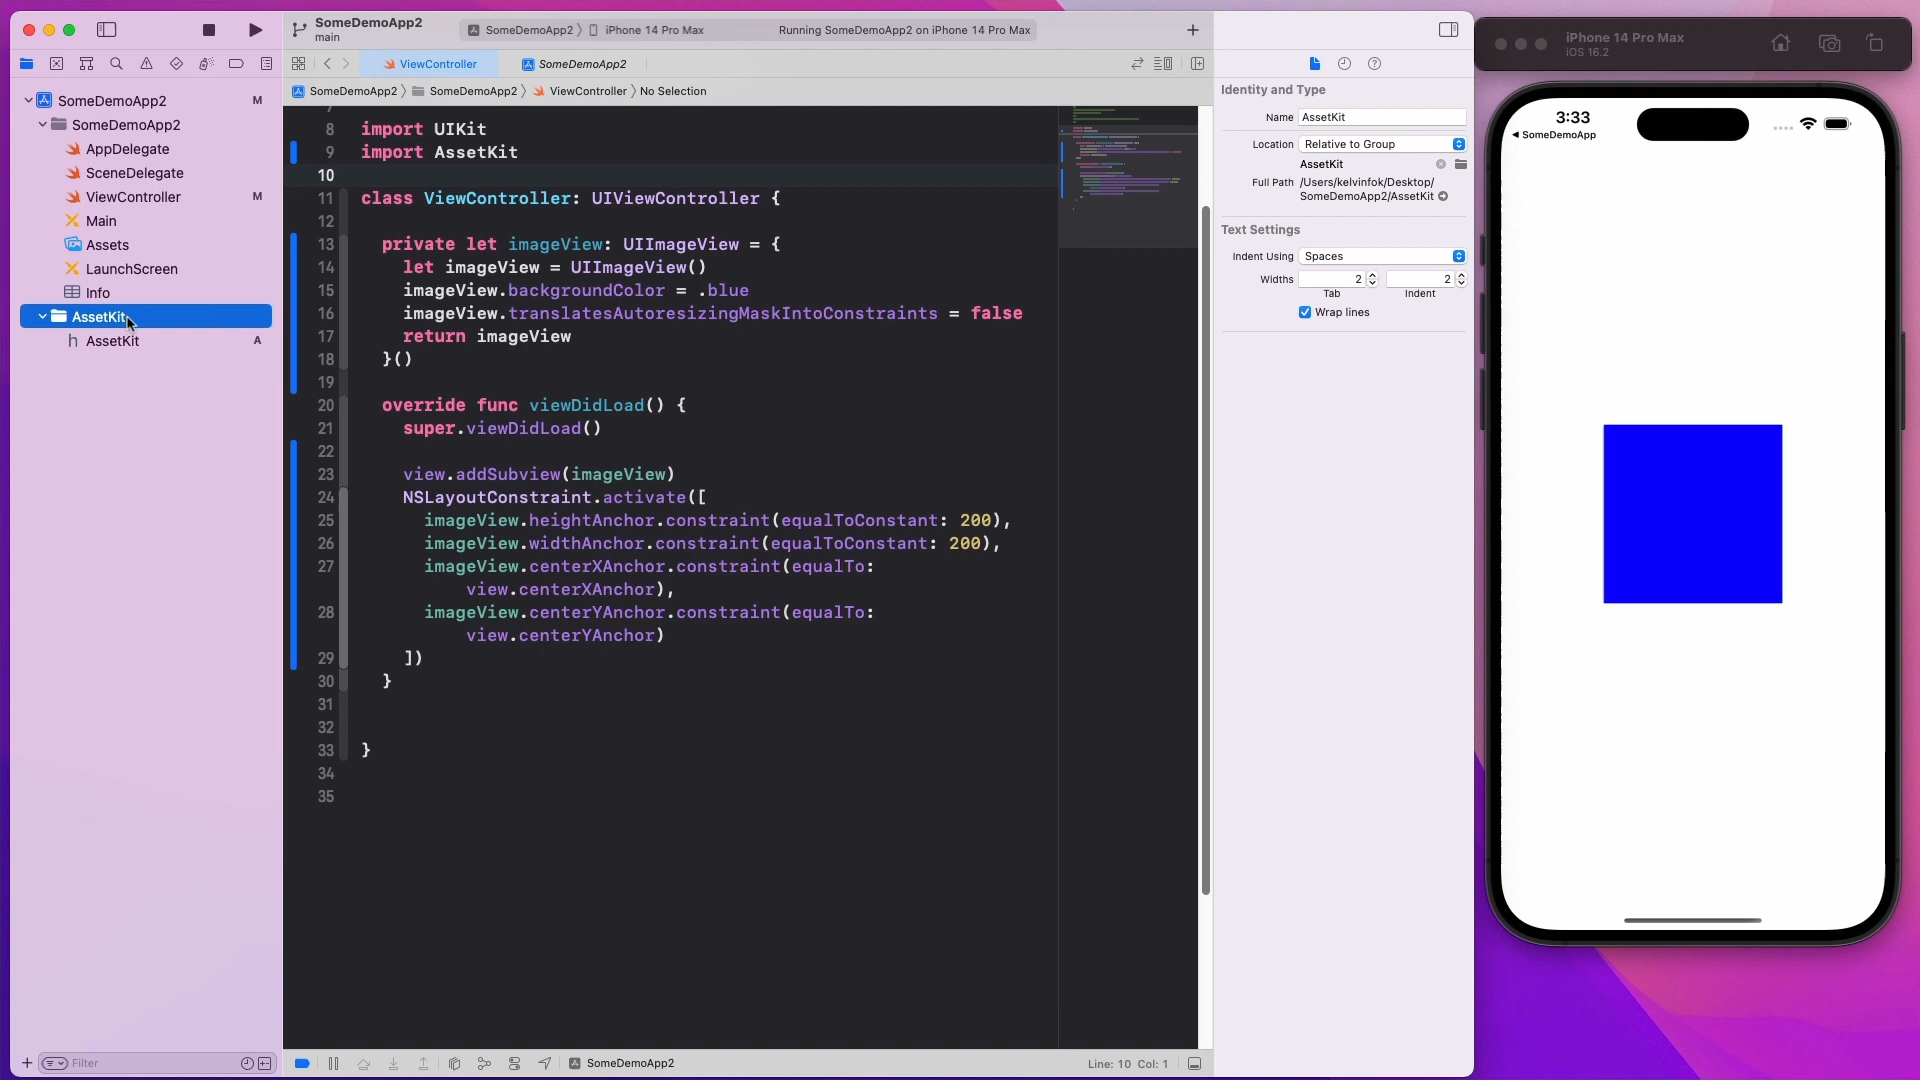 SomeDemoApp2
main
SomeDemoApp2 〉 iPhone 14 Pro Max
Running SomeDemoApp2 on iPhone 14 Pro Max
ViewController
SomeDemoApp2
SomeDemoApp2 〉 SomeDemoApp2 〉 ViewController 〉 No Selection
SomeDemoApp2 M
SomeDemoApp2
AppDelegate
SceneDelegate
ViewController M
Main
Assets
LaunchScreen
Info
AssetKit
h AssetKit A
Filter
8 import UIKit
9 import AssetKit
10
11 class ViewController: UIViewController {
12
13 private let imageView: UIImageView = {
14 let imageView = UIImageView()
15 imageView.backgroundColor = .blue
16 imageView.translatesAutoresizingMaskIntoConstraints = false
17 return imageView
18 }()
19
20 override func viewDidLoad() {
21 super.viewDidLoad()
22
23 view.addSubview(imageView)
24 NSLayoutConstraint.activate([
25 imageView.heightAnchor.constraint(equalToConstant: 200),
26 imageView.widthAnchor.constraint(equalToConstant: 200),
27 imageView.centerXAnchor.constraint(equalTo:
view.centerXAnchor),
28 imageView.centerYAnchor.constraint(equalTo:
view.centerYAnchor)
29 ])
30 }
31
32
33 }
34
35
SomeDemoApp2
Line: 10 Col: 1
Identity and Type
Name AssetKit
Location Relative to Group
AssetKit
Full Path /Users/kelvinfok/Desktop/
SomeDemoApp2/AssetKit
Text Settings
Indent Using Spaces
Widths 2 2
Tab Indent
Wrap lines
iPhone 14 Pro Max
iOS 16.2
3:33
◀ SomeDemoApp